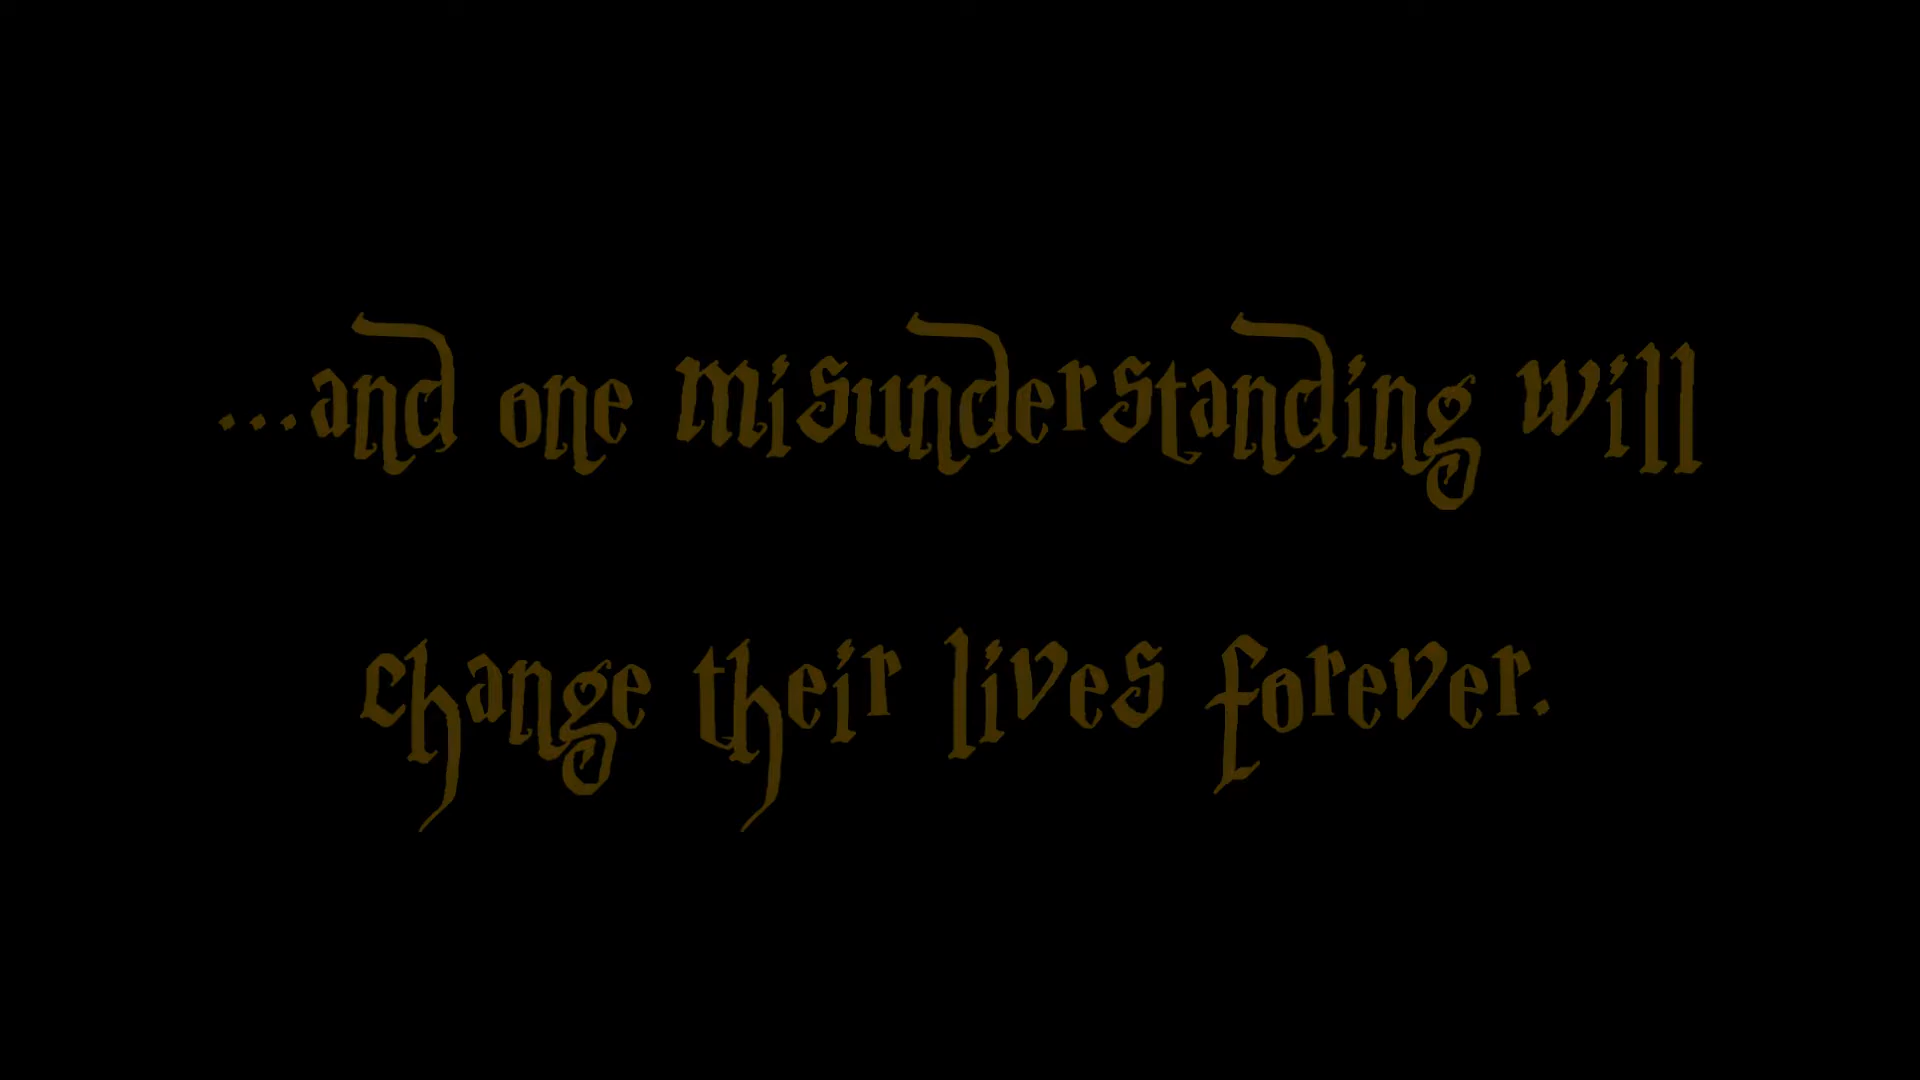 ...and one misunderstanding will
change their lives forever.